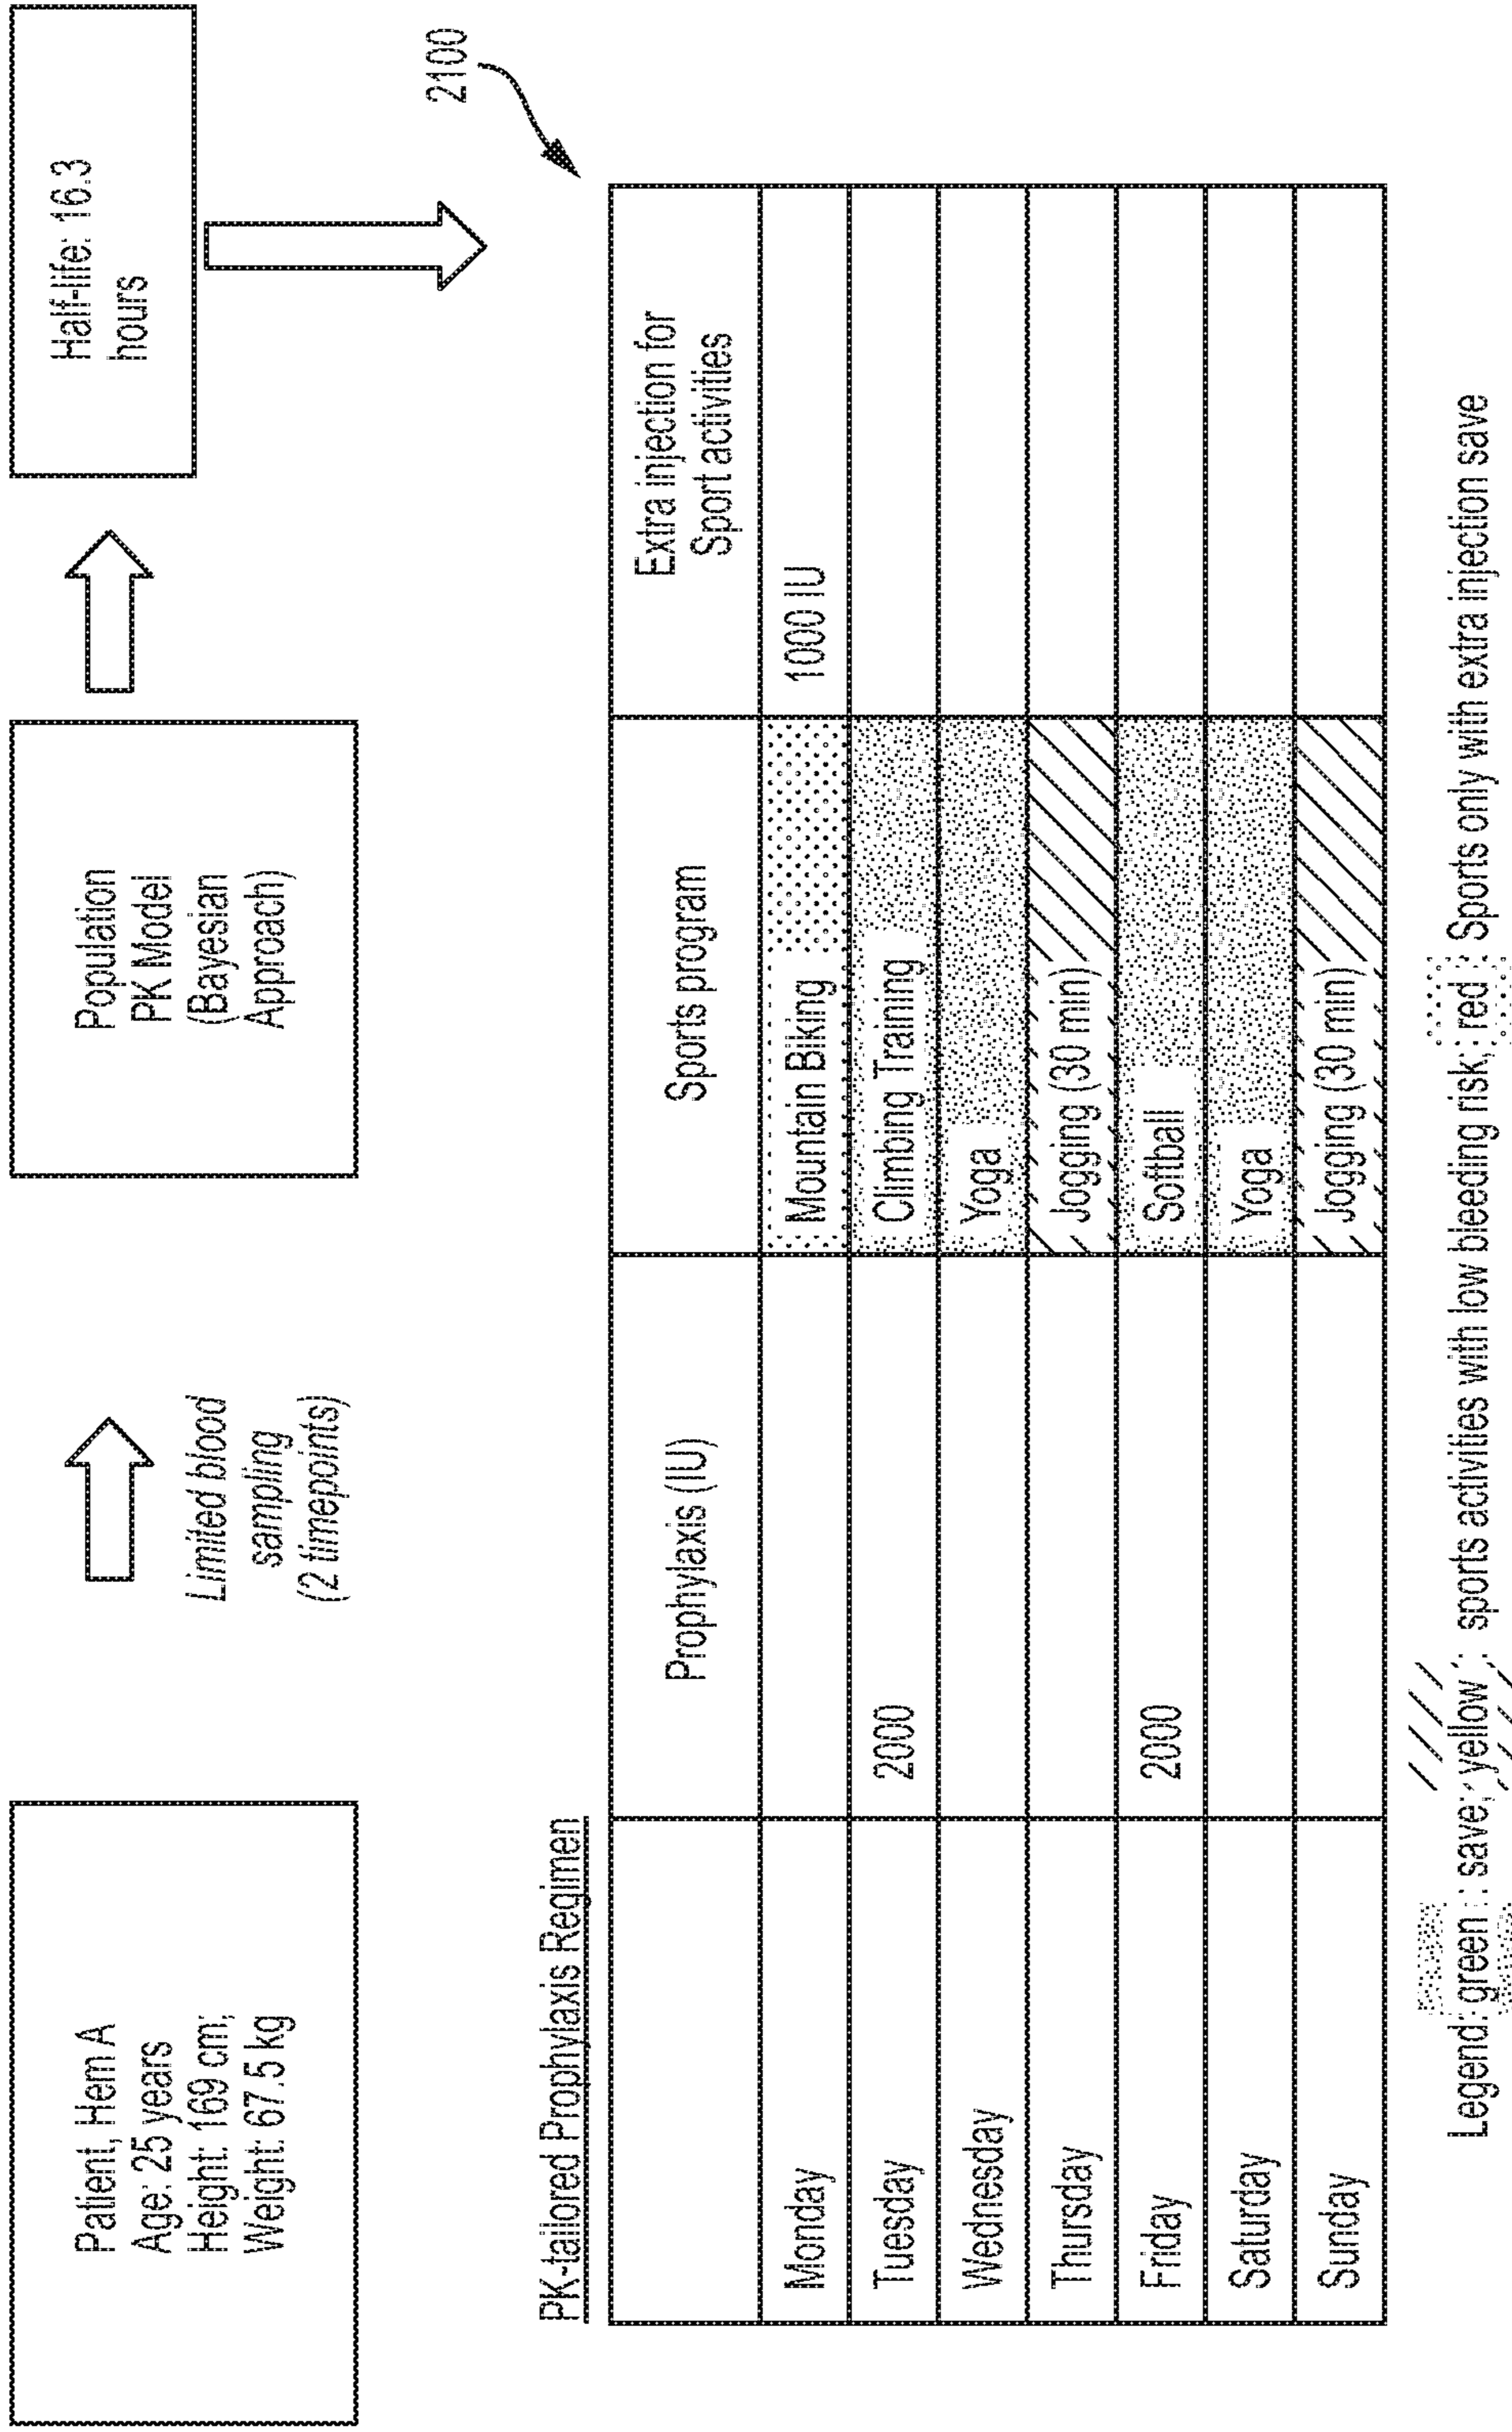 Patient, Hem A
Age: 25 years
Height: 169 cm;
Weight: 67.5 kg
Limited blood
sampling
(2 timepoints)
Population
PK Model
(Bayesian
Approach)
Half-life: 16.3
hours
2100
PK-tailored Prophylaxis Regimen
Prophylaxis (IU) Sports program Extra injection for
Sport activities
Monday Mountain Biking 1000 IU
Tuesday 2000 Climbing Training
Wednesday Yoga
Thursday Jogging (30 min)
Friday 2000 Softball
Saturday Yoga
Sunday Jogging (30 min)
Legend: green : save; yellow : sports activities with low bleeding risk; red : Sports only with extra injection save